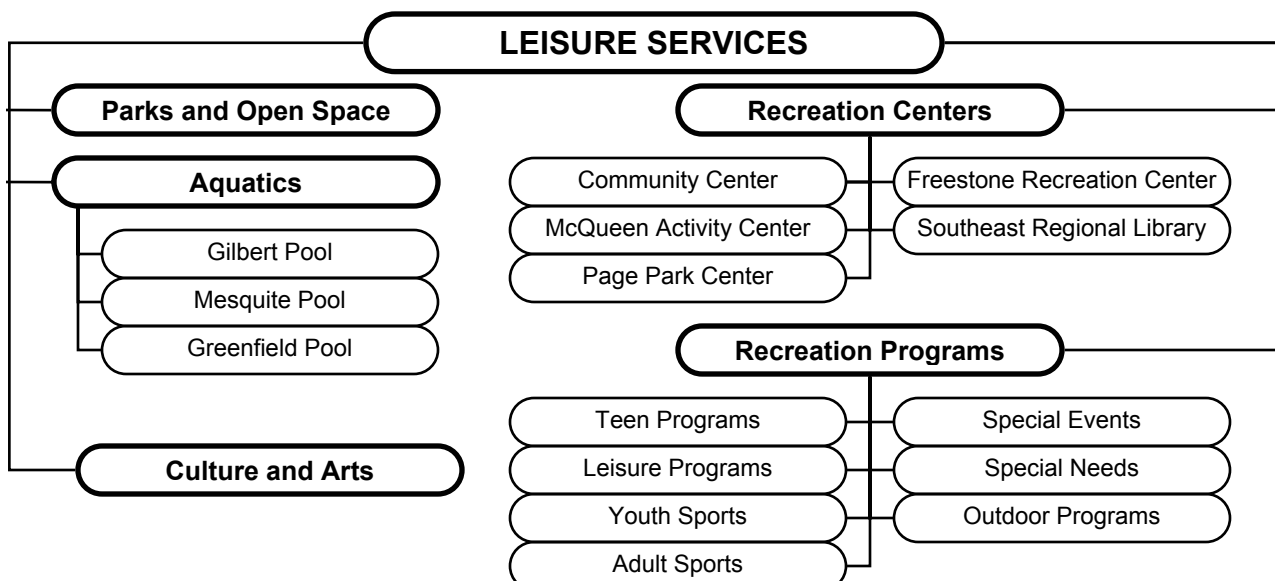 LEISURE SERVICES
Parks and Open Space
Aquatics
Gilbert Pool
Mesquite Pool
Greenfield Pool
Culture and Arts
Recreation Centers
Community Center
Freestone Recreation Center
McQueen Activity Center
Southeast Regional Library
Page Park Center
Recreation Programs
Teen Programs
Special Events
Leisure Programs
Special Needs
Youth Sports
Outdoor Programs
Adult Sports